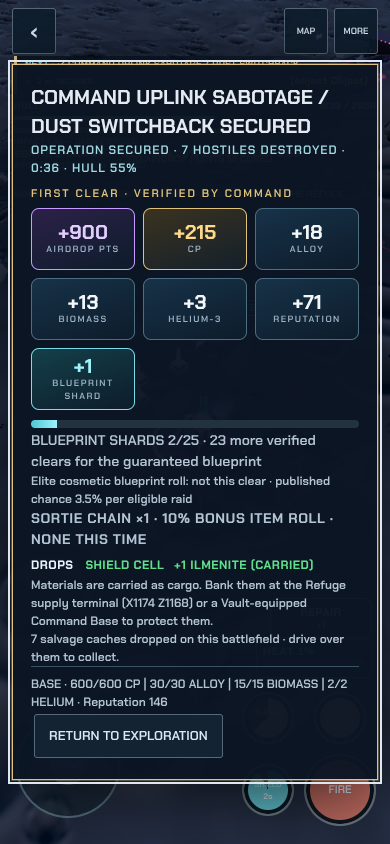 ‹
MAP
MORE
COMMAND UPLINK SABOTAGE /
DUST SWITCHBACK SECURED
OPERATION SECURED · 7 HOSTILES DESTROYED ·
0:36 · HULL 55%
FIRST CLEAR · VERIFIED BY COMMAND
+900
AIRDROP PTS
+215
CP
+18
ALLOY
+13
BIOMASS
+3
HELIUM-3
+71
REPUTATION
+1
BLUEPRINT
SHARD
BLUEPRINT SHARDS 2/25 · 23 more verified
clears for the guaranteed blueprint
Elite cosmetic blueprint roll: not this clear · published
chance 3.5% per eligible raid
SORTIE CHAIN ×1 · 10% BONUS ITEM ROLL ·
NONE THIS TIME
DROPS SHIELD CELL +1 ILMENITE (CARRIED)
Materials are carried as cargo. Bank them at the Refuge
supply terminal (X1174 Z1168) or a Vault-equipped
Command Base to protect them.
7 salvage caches dropped on this battlefield · drive over
them to collect.
BASE · 600/600 CP | 30/30 ALLOY | 15/15 BIOMASS | 2/2
HELIUM · Reputation 146
RETURN TO EXPLORATION
2s
FIRE